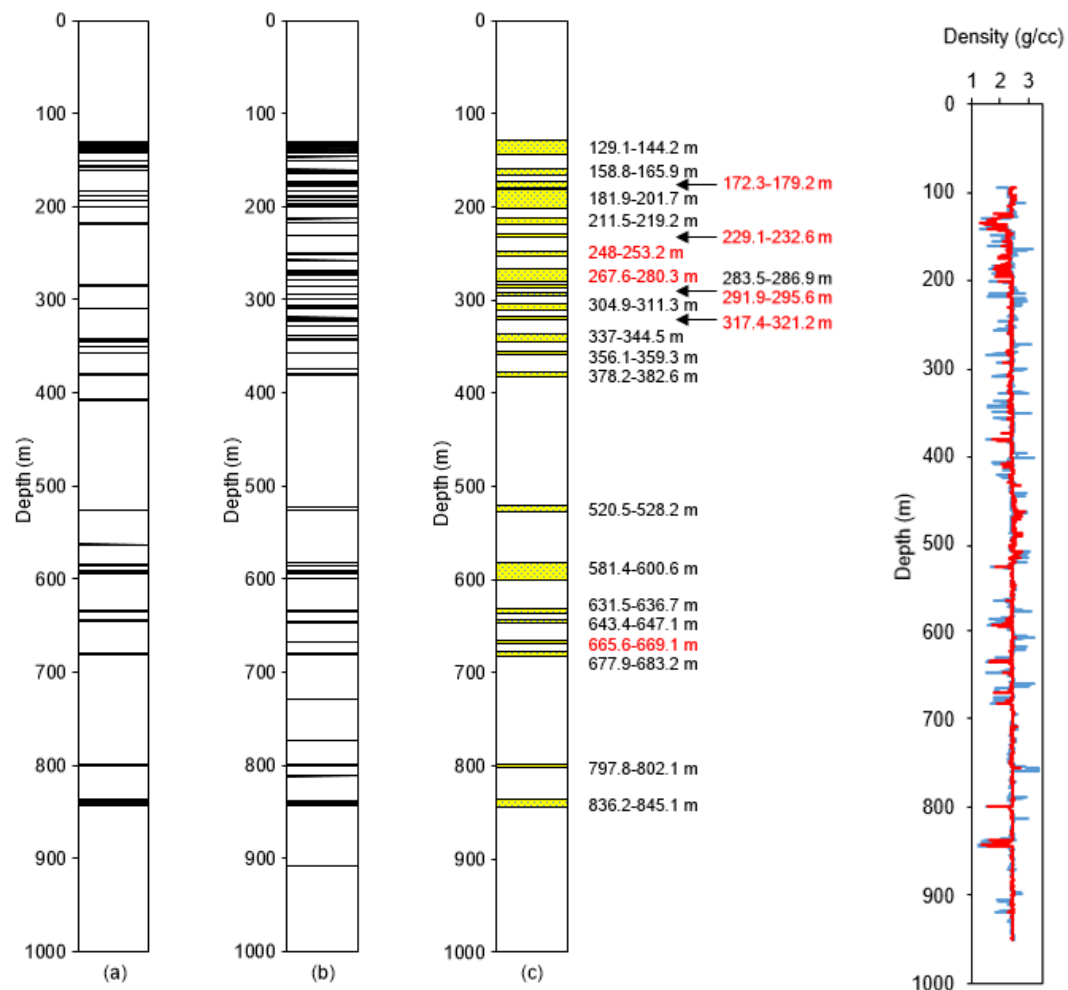 0
100
200
300
400
500
600
700
800
900
1000
Depth (m)
(a)
0
100
200
300
400
500
600
700
800
900
1000
Depth (m)
(b)
0
100
200
300
400
500
600
700
800
900
1000
Depth (m)
(c)
129.1-144.2 m
158.8-165.9 m
172.3-179.2 m
181.9-201.7 m
211.5-219.2 m
229.1-232.6 m
248-253.2 m
267.6-280.3 m
283.5-286.9 m
291.9-295.6 m
304.9-311.3 m
317.4-321.2 m
337-344.5 m
356.1-359.3 m
378.2-382.6 m
520.5-528.2 m
581.4-600.6 m
631.5-636.7 m
643.4-647.1 m
665.6-669.1 m
677.9-683.2 m
797.8-802.1 m
836.2-845.1 m
Density (g/cc)
1 2 3
0
100
200
300
400
500
600
700
800
900
1000
Depth (m)